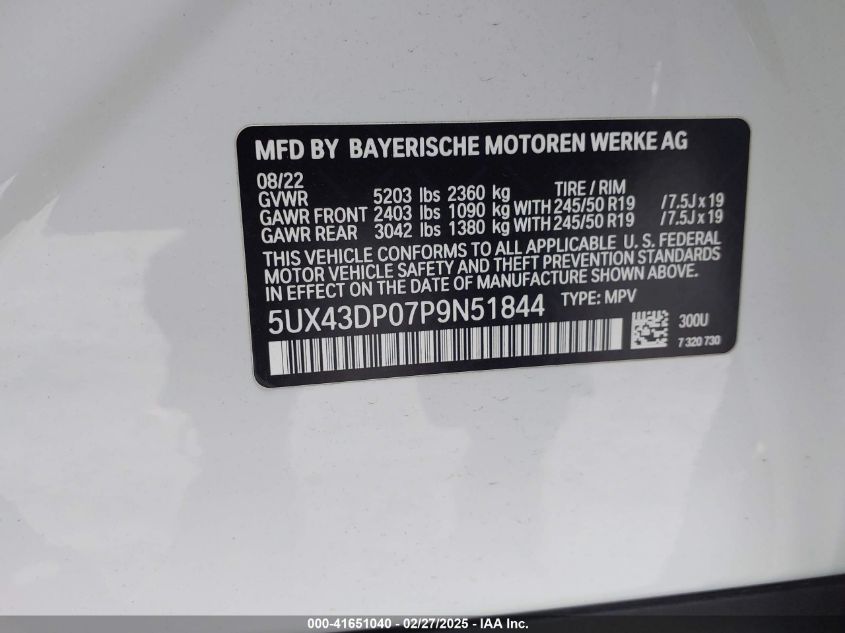 MFD BY BAYERISCHE MOTOREN WERKE AG
08/22
GVWR 5203 lbs 2360 kg TIRE / RIM
GAWR FRONT 2403 lbs 1090 kg WITH 245/50 R19 /7.5J x 19
GAWR REAR 3042 lbs 1380 kg WITH 245/50 R19 /7.5J x 19
THIS VEHICLE CONFORMS TO ALL APPLICABLE U. S. FEDERAL
MOTOR VEHICLE SAFETY AND THEFT PREVENTION STANDARDS
IN EFFECT ON THE DATE OF MANUFACTURE SHOWN ABOVE.
5UX43DP07P9N51844 TYPE: MPV
300U
7 320 730
000-41651040 - 02/27/2025 - IAA Inc.